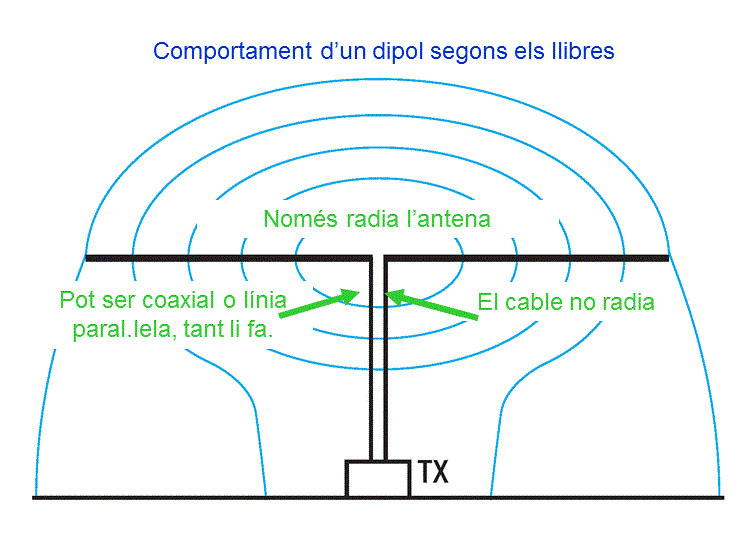 Comportament d’un dipol segons els llibres
Només radia l’antena
Pot ser coaxial o línia
paral.lela, tant li fa.
El cable no radia
TX